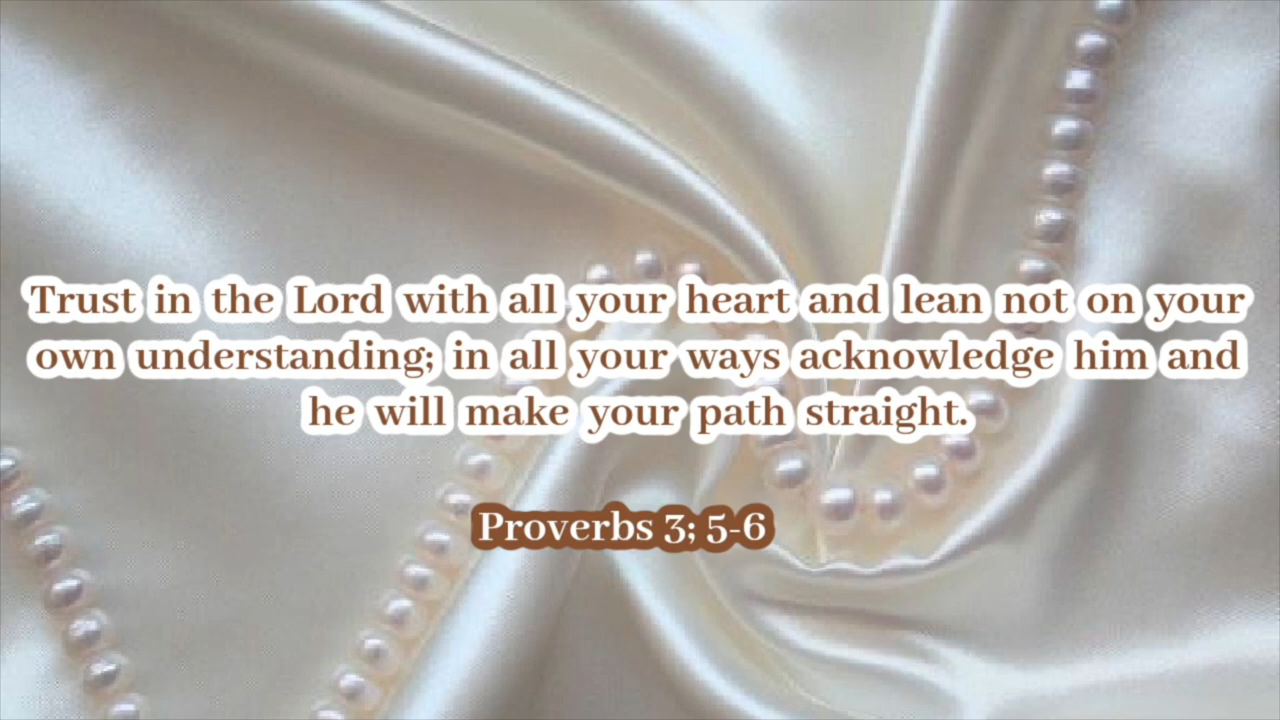 Trust in the Lord with all your heart and lean not on your
own understanding; in all your ways acknowledge him and
he will make your path straight.
Proverbs 3; 5-6